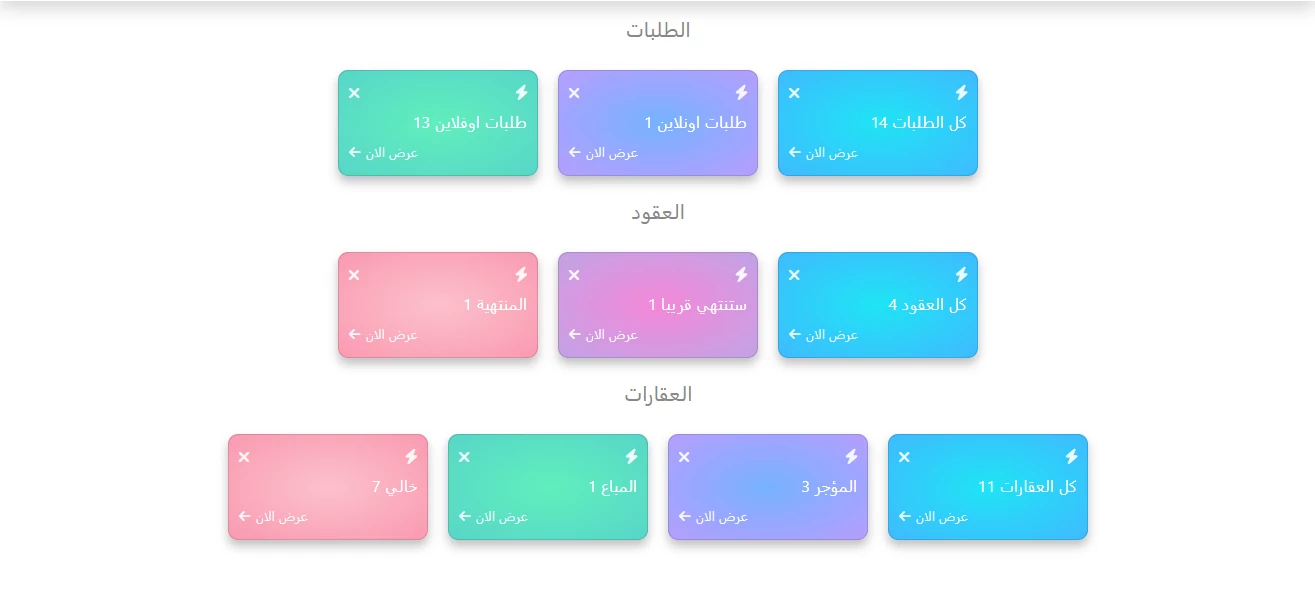 الطلبات
كل الطلبات 14
عرض الان
طلبات اونلاين 1
عرض الان
طلبات اوفلاين 13
عرض الان
العقود
كل العقود 4
عرض الان
ستنتهي قريبا 1
عرض الان
المنتهية 1
عرض الان
العقارات
كل العقارات 11
عرض الان
المؤجر 3
عرض الان
المباع 1
عرض الان
خالي 7
عرض الان